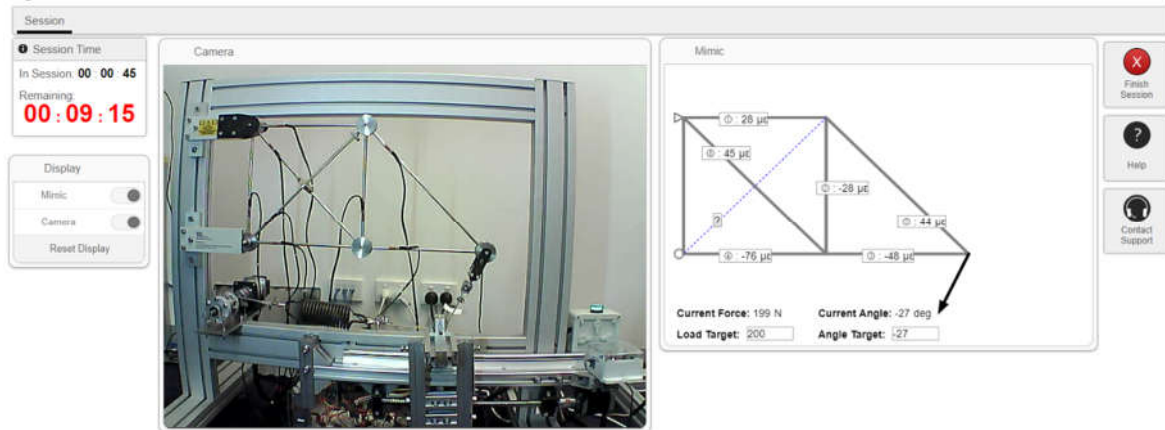 Session
Session Time
In Session: 00 : 00 : 45
Remaining:
00 : 09 : 15
Display
Mimic
Camera
Reset Display
Camera
Mimic
① : 28 µε
: 45 µε
: -28 µε
?
: 44 µε
: -76 µε
: -48 µε
Current Force: 199 N Current Angle: -27 deg
Load Target: 200 Angle Target: -27
X
Finish
Session
?
Help
Contact
Support